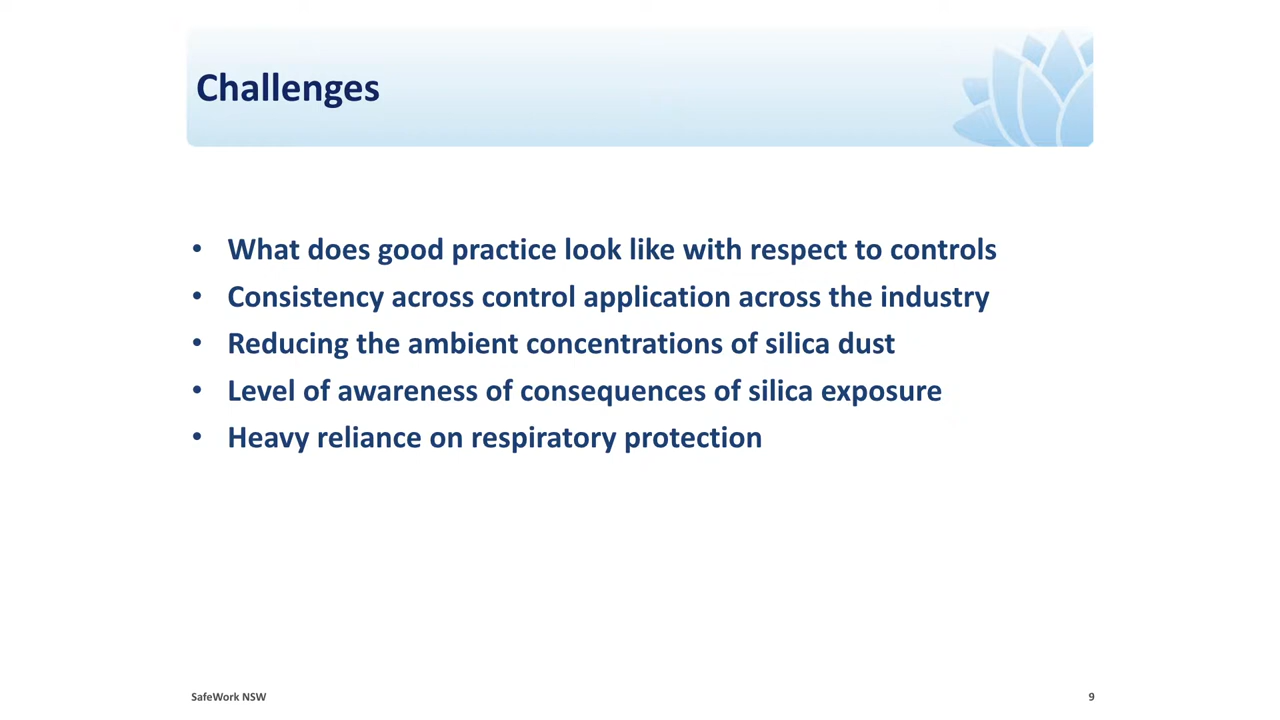 Challenges
• What does good practice look like with respect to controls
• Consistency across control application across the industry
• Reducing the ambient concentrations of silica dust
• Level of awareness of consequences of silica exposure
• Heavy reliance on respiratory protection
SafeWork NSW
9